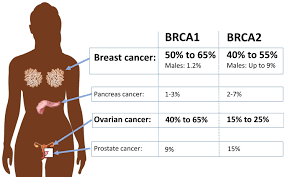 BRCA1 BRCA2
Breast cancer: 50% to 65% 40% to 55%
Males: 1.2% Males: Up to 9%
Pancreas cancer: 1-3% 2-7%
Ovarian cancer: 40% to 65% 15% to 25%
Prostate cancer: 9% 15%